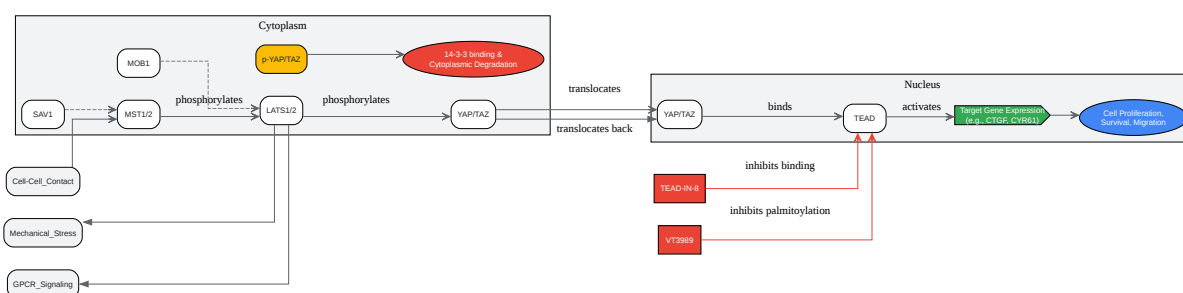 Cytoplasm
MOB1
p-YAP/TAZ
14-3-3 binding &
Cytoplasmic Degradation
SAV1
MST1/2
phosphorylates
LATS1/2
phosphorylates
YAP/TAZ
translocates
translocates back
Nucleus
YAP/TAZ
binds
TEAD
activates
Target Gene Expression
(e.g., CTGF, CYR61)
Cell Proliferation,
Survival, Migration
Cell-Cell_Contact
Mechanical_Stress
GPCR_Signaling
inhibits binding
TEAD-IN-8
inhibits palmitoylation
VT3989